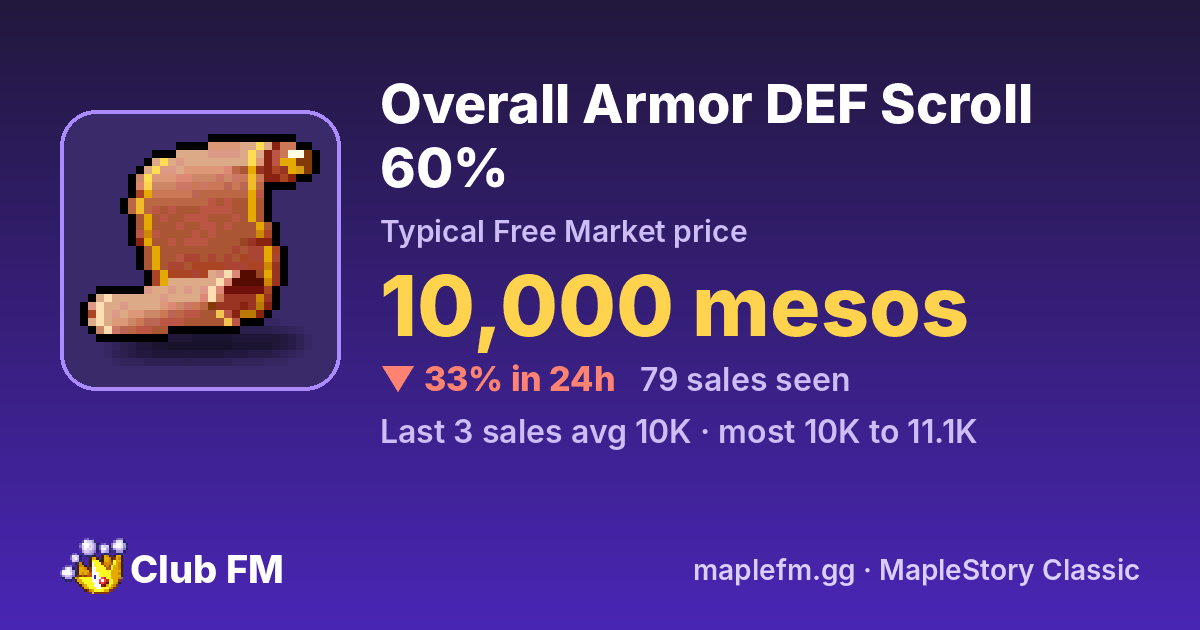 Overall Armor DEF Scroll
60%
Typical Free Market price
10,000 mesos
▼ 33% in 24h 79 sales seen
Last 3 sales avg 10K · most 10K to 11.1K
Club FM
maplefm.gg · MapleStory Classic